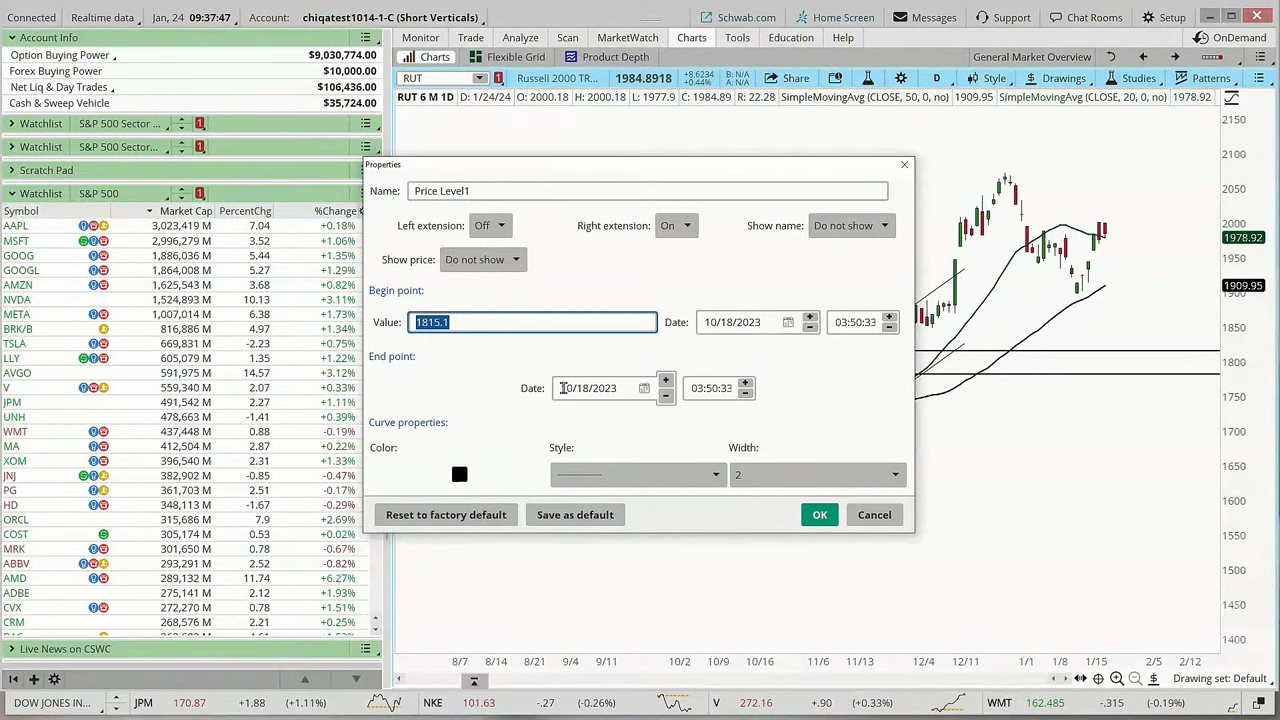 Connected Realtime data Jan, 24 09:37:47 Account: chiqatest1014-1-C (Short Verticals) Schwab.com Home Screen Messages Support Chat Rooms Setup
Account Info
Option Buying Power $9,030,774.00
Forex Buying Power $10,000.00
Net Liq & Day Trades $106,436.00
Cash & Sweep Vehicle $35,724.00
Watchlist S&P 500 Sector ... 1
Watchlist S&P 500 Sector... 1
Scratch Pad
Watchlist S&P 500 1
Symbol Market Cap PercentChg %Change
AAPL 3,023,419 M 7.04 +0.18%
MSFT 2,996,279 M 3.52 +1.06%
GOOG 1,886,036 M 5.44 +1.35%
GOOGL 1,864,008 M 5.27 +1.29%
AMZN 1,625,543 M 3.68 +0.82%
NVDA 1,524,893 M 10.13 +3.11%
META 1,014,008 M 6.68 +1.73%
BRK/B 816,886 M
TSLA 669,831 M -2.23
LLY 605,079 M
AVGO 575,901 M 14.57 +3.12%
V 559,340 M 2.07
JPM 498,558 M 2.27 +1.11%
UNH 478,663 M -1.41 +0.39%
WMT 437,448 M 0.88 -0.19%
MA 412,504 M 2.87 +0.22%
XOM 396,540 M 2.31 +1.33%
JNJ 382,902 M -0.85 -0.47%
PG 361,703 M 2.51 -0.17%
HD 348,113 M -1.67 -0.29%
ORCL 315,686 M 7.9 +2.69%
COST 305,174 M 0.53 +0.02%
MRK 301,650 M 0.78 -0.67%
ABBV 293,291 M 2.52 -0.82%
AMD 289,132 M 11.74 +6.27%
ADBE 275,141 M 2.12 +1.93%
CVX 272,270 M 0.78 +1.51%
CRM 268,576 M 2.21 +0.25%
Live News on CSWC
Monitor Trade Analyze Scan MarketWatch Charts Tools Education Help OnDemand
Charts Flexible Grid Product Depth General Market Overview
RUT 1 Russell 2000 TR... 1984.8918 +8.6234 +0.44% B: N/A A: N/A Share D Style Drawings Studies Patterns
RUT 6 M 1D D: 1/24/24 O: 2000.18 H: 2000.18 L: 1977.9 C: 1984.89 R: 22.28 SimpleMovingAvg (CLOSE, 50, 0, no) 1909.95 SimpleMovingAvg (CLOSE, 20, 0, no) 1978.92
Properties
Name: Price Level1
Left extension: Off Right extension: On Show name: Do not show
Show price: Do not show
Begin point:
Value: 1815.1 Date: 10/18/2023 03:50:33
End point:
Date: 10/18/2023 03:50:33
Curve properties:
Color: Style: Width:
2
Reset to factory default Save as default OK Cancel
2150
2100
2050
2000
1978.92
1909.95
1850
1800
1750
1700
1650
1600
1550
1500
1450
1400
8/7 8/14 8/21 9/4 9/11 10/2 10/9 10/16 11/6 11/13 12/4 12/11 1/1 1/8 1/15 2/5 2/12
Drawing set: Default
DOW JONES IN... JPM 170.87 +1.88 (+1.11%) NKE 101.63 -.27 (-0.26%) V 272.16 +.90 (+0.33%) WMT 162.485 -.315 (-0.19%)